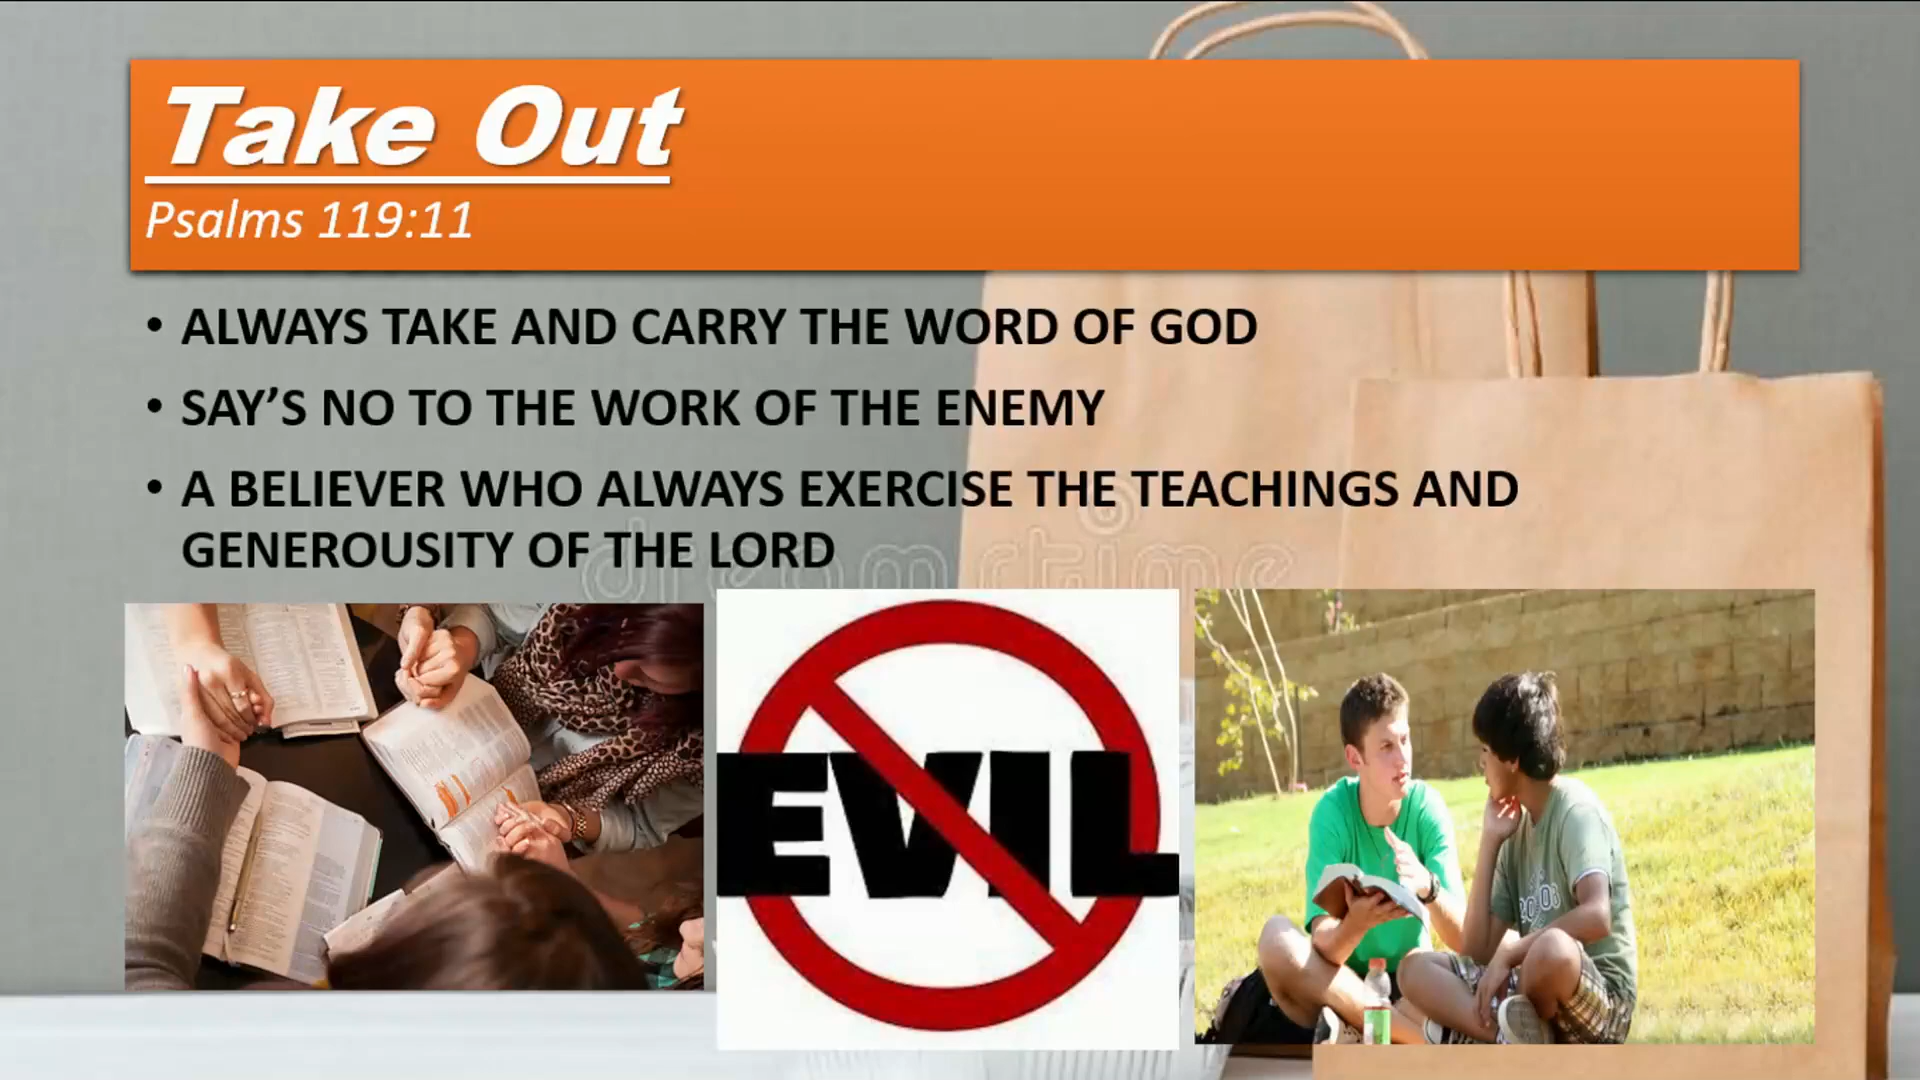 Take Out
Psalms 119:11
• ALWAYS TAKE AND CARRY THE WORD OF GOD
• SAY’S NO TO THE WORK OF THE ENEMY
• A BELIEVER WHO ALWAYS EXERCISE THE TEACHINGS AND
GENEROUSITY OF THE LORD
dreamstime
EVIL